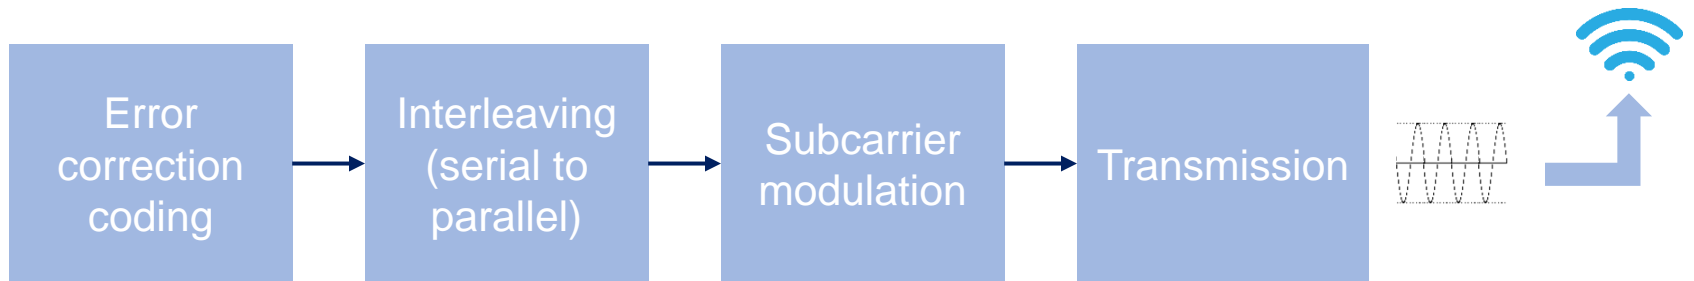 Error
correction
coding
Interleaving
(serial to
parallel)
Subcarrier
modulation
Transmission